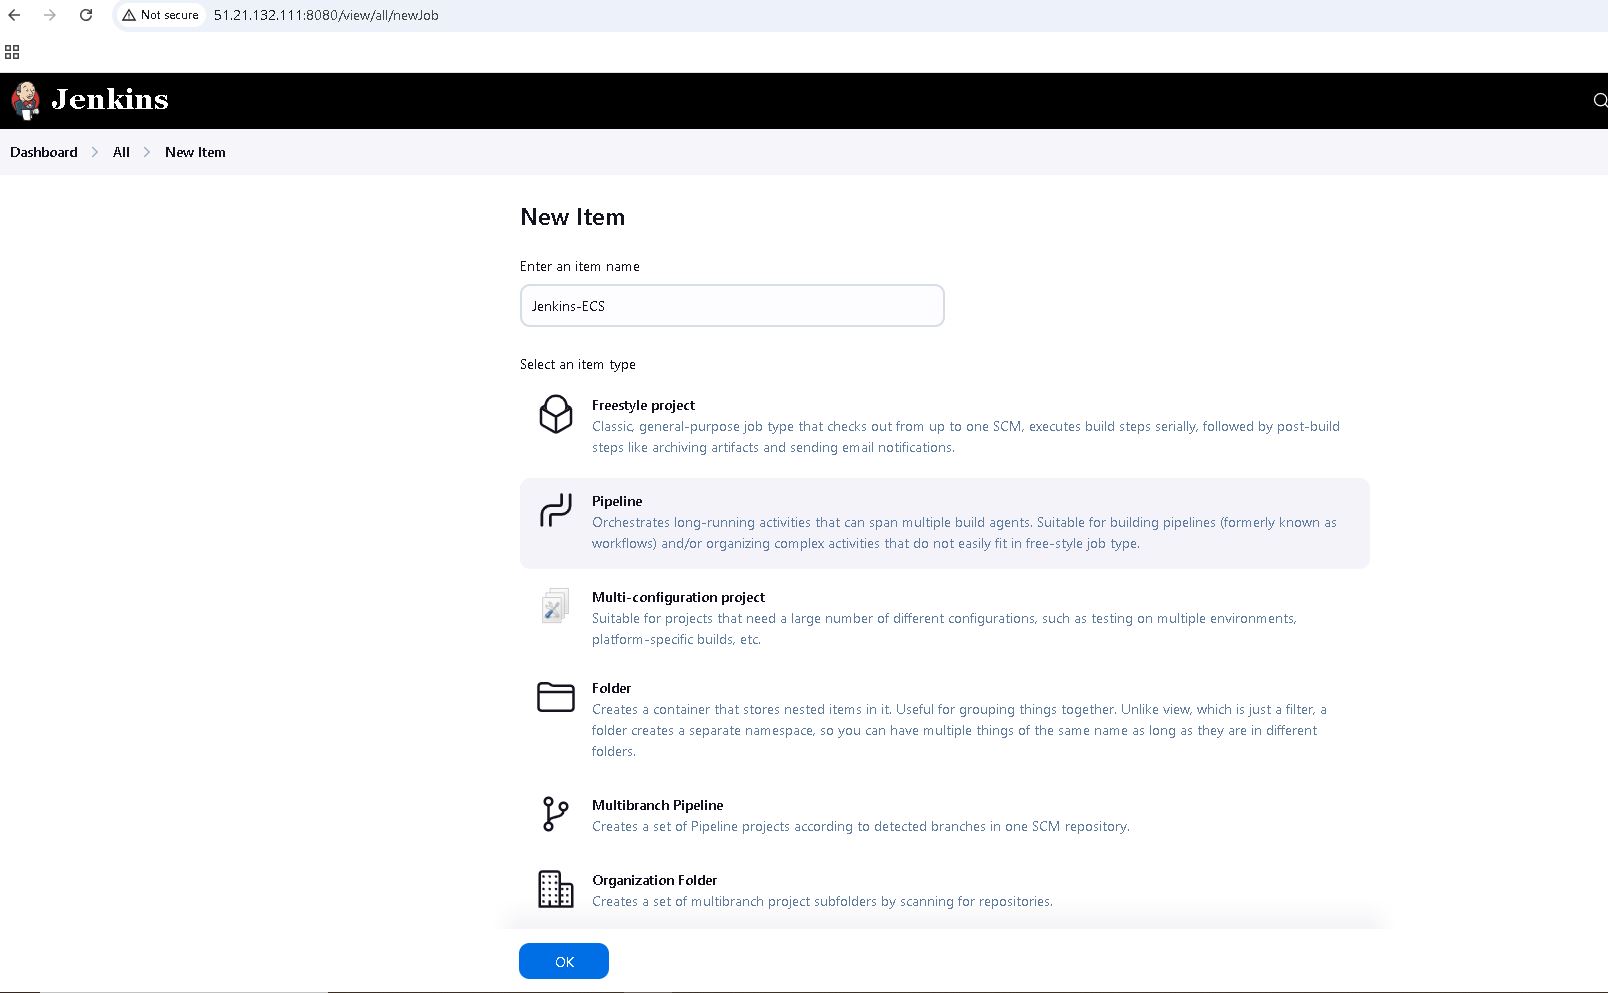 Not secure 51.21.132.111:8080/view/all/newJob
Jenkins
Dashboard All New Item
New Item
Enter an item name
Jenkins-ECS
Select an item type
Freestyle project
Classic, general-purpose job type that checks out from up to one SCM, executes build steps serially, followed by post-build
steps like archiving artifacts and sending email notifications.
Pipeline
Orchestrates long-running activities that can span multiple build agents. Suitable for building pipelines (formerly known as
workflows) and/or organizing complex activities that do not easily fit in free-style job type.
Multi-configuration project
Suitable for projects that need a large number of different configurations, such as testing on multiple environments,
platform-specific builds, etc.
Folder
Creates a container that stores nested items in it. Useful for grouping things together. Unlike view, which is just a filter, a
folder creates a separate namespace, so you can have multiple things of the same name as long as they are in different
folders.
Multibranch Pipeline
Creates a set of Pipeline projects according to detected branches in one SCM repository.
Organization Folder
Creates a set of multibranch project subfolders by scanning for repositories.
OK